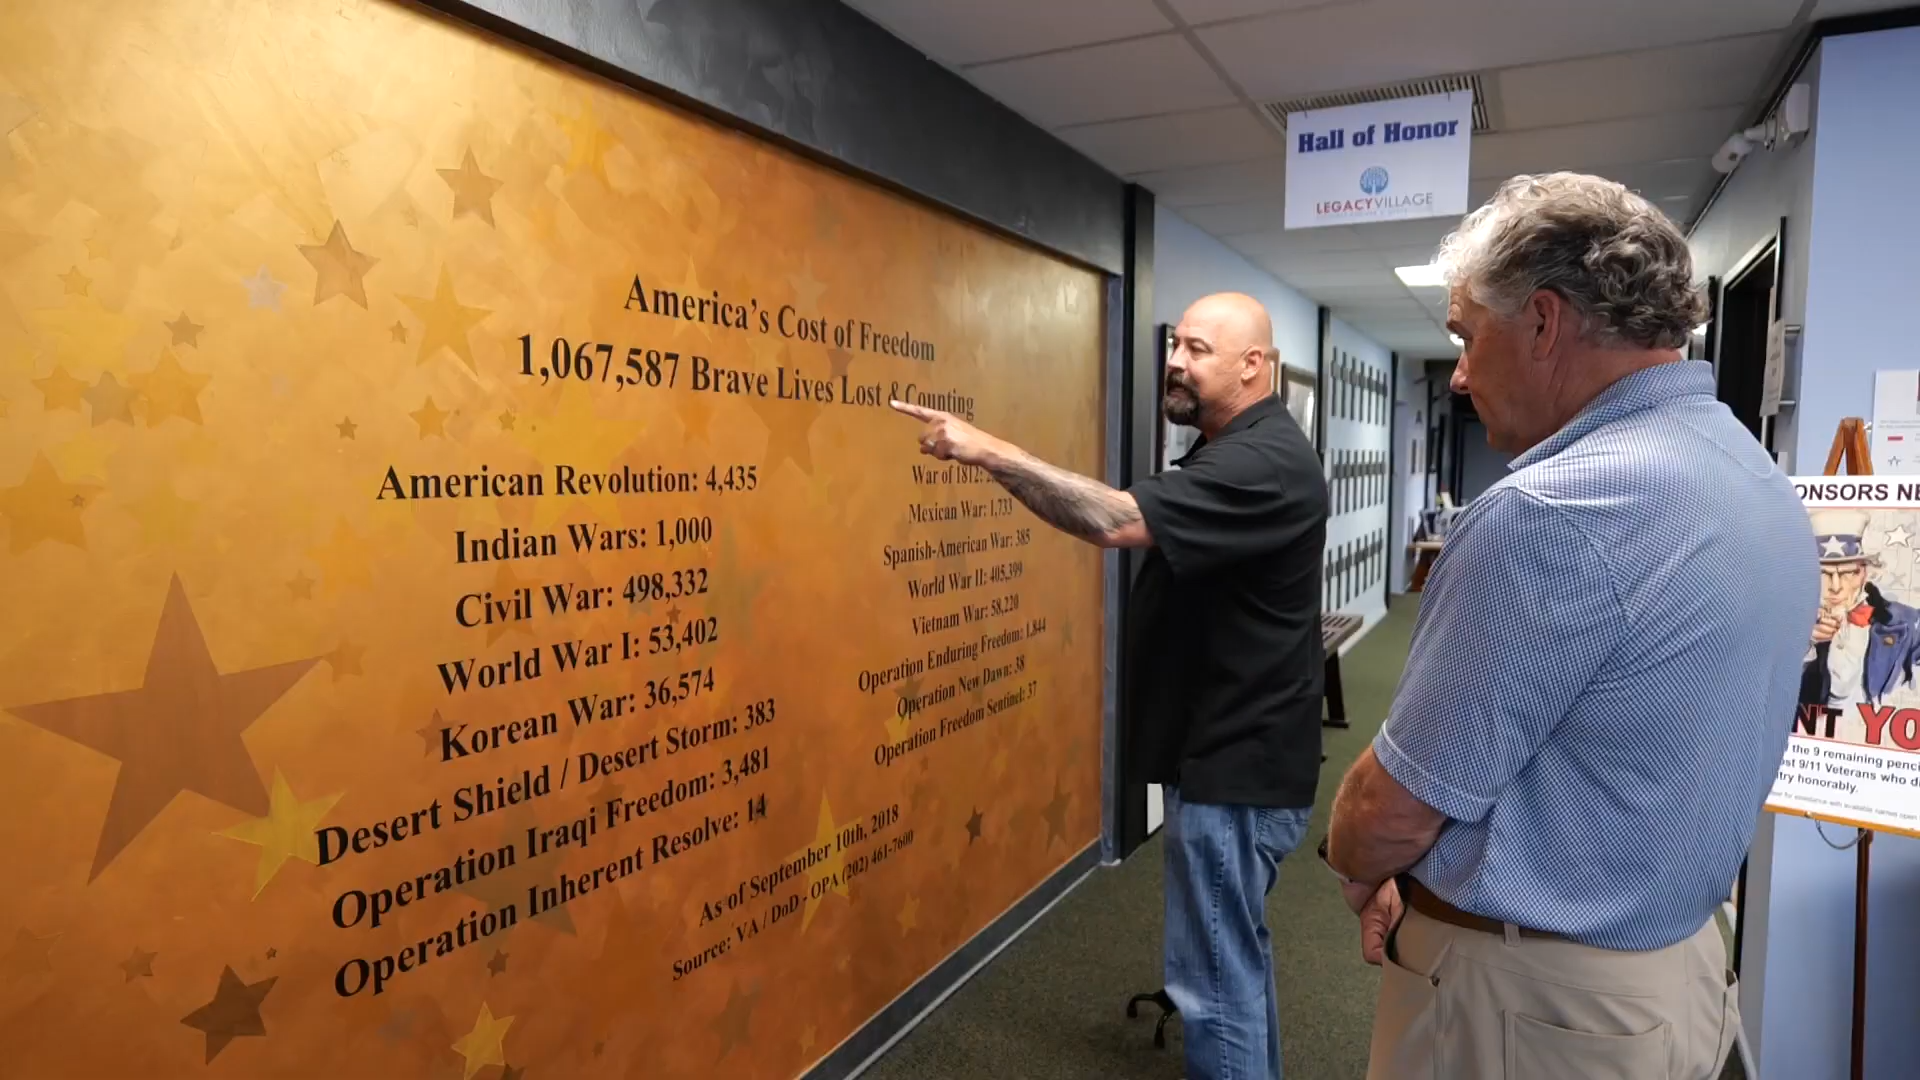 America's Cost of Freedom
1,067,587 Brave Lives Lost & Counting
American Revolution: 4,435
Indian Wars: 1,000
Civil War: 498,332
World War I: 53,402
Korean War: 36,574
Desert Shield / Desert Storm: 383
Operation Iraqi Freedom: 3,481
Operation Inherent Resolve: 14
War of 1812:
Mexican War: 1,733
Spanish-American War: 385
World War II: 405,399
Vietnam War: 58,220
Operation Enduring Freedom: 1,844
Operation New Dawn: 38
Operation Freedom Sentinel: 37
As of September 10th, 2018
Source: VA / DoD - OPA (202) 461-7600
Hall of Honor
LEGACYVILLAGE
ONSORS NE
NT YO
the 9 remaining penci
st 9/11 Veterans who di
try honorably.